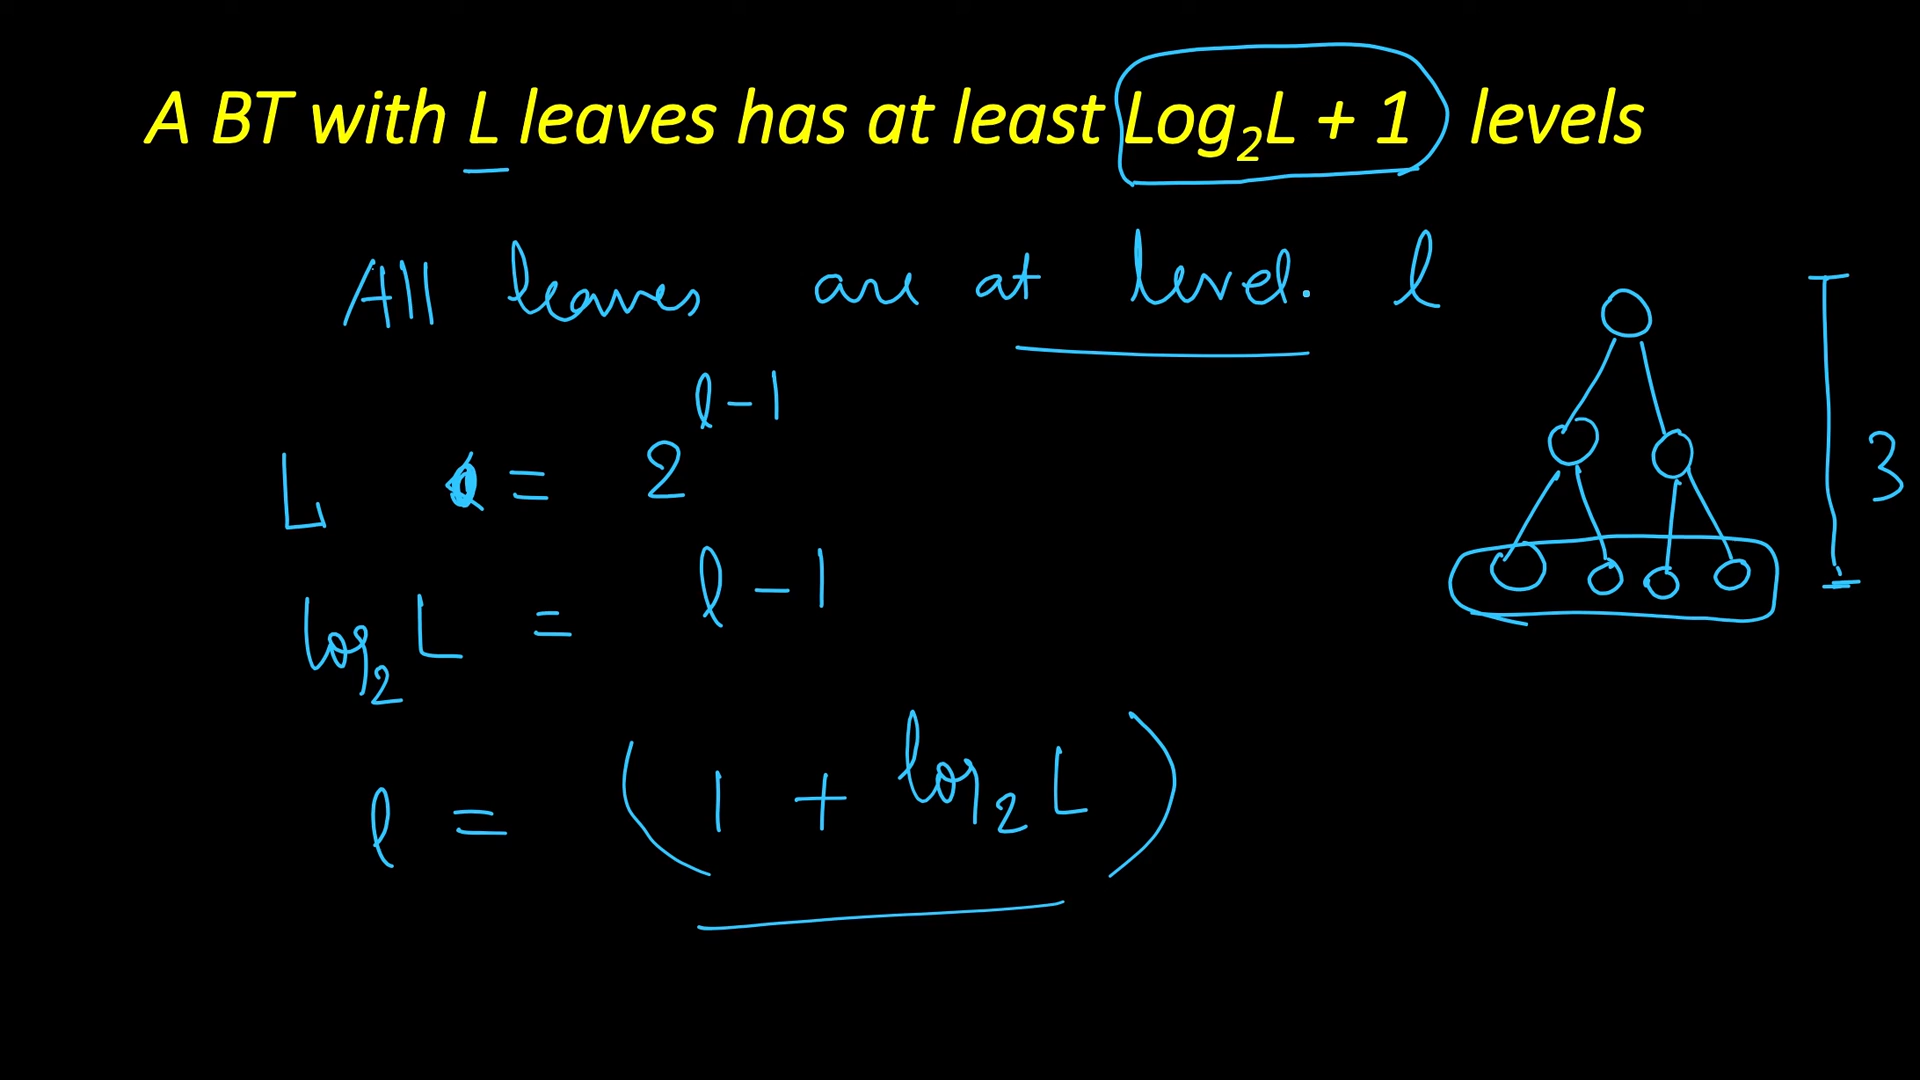 A BT with L leaves has at least Log₂L + 1 levels
All leaves are at level. l
3
L = 2^(l-1)
log₂ L = l - 1
l = (1 + log₂ L)